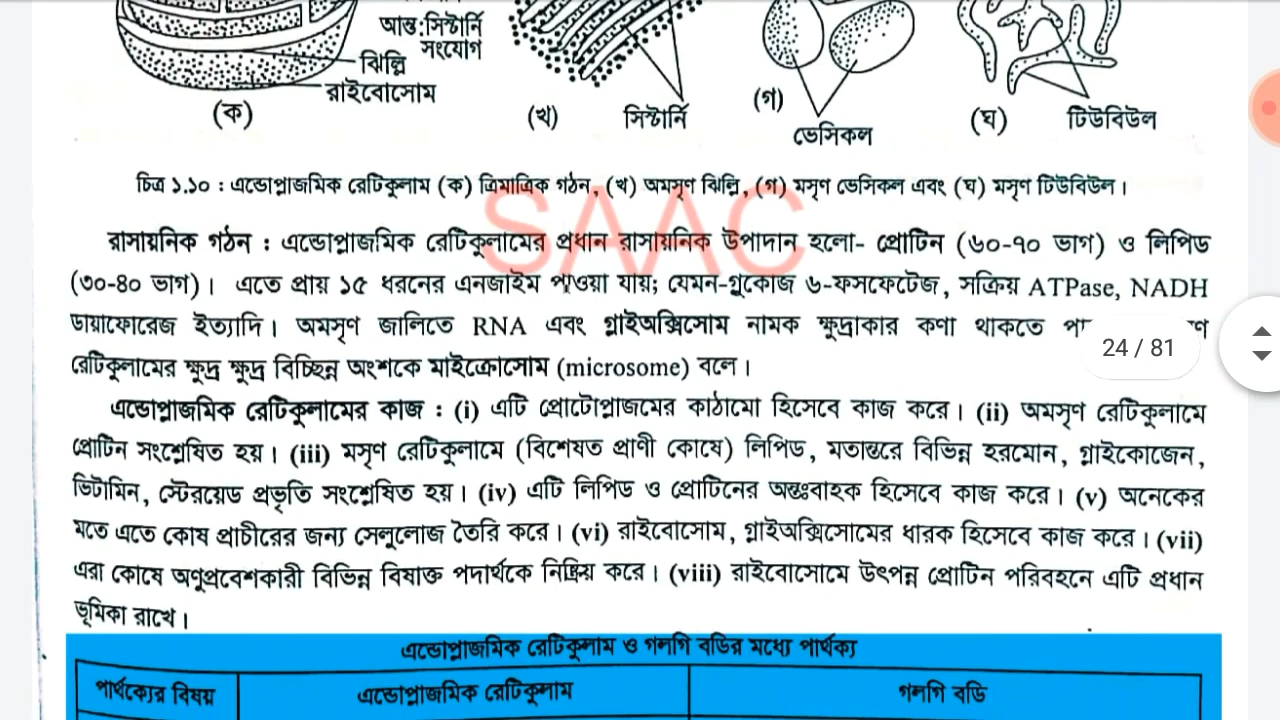 আন্ত:সিস্টার্নি
সংযোগ
ঝিল্লি
রাইবোসোম
(ক)
(খ)
সিস্টার্নি
(গ)
ভেসিকল
(ঘ)
টিউবিউল
চিত্র ১.১০ : এন্ডোপ্লাজমিক রেটিকুলাম (ক) ত্রিমাত্রিক গঠন, (খ) অমসৃণ ঝিল্লি, (গ) মসৃণ ভেসিকল এবং (ঘ) মসৃণ টিউবিউল।
SAAC
রাসায়নিক গঠন : এন্ডোপ্লাজমিক রেটিকুলামের প্রধান রাসায়নিক উপাদান হলো- প্রোটিন (৬০-৭০ ভাগ) ও লিপিড
(৩০-৪০ ভাগ)। এতে প্রায় ১৫ ধরনের এনজাইম পাওয়া যায়; যেমন-গ্লুকোজ ৬-ফসফেটেজ, সক্রিয় ATPase, NADH
ডায়াফোরেজ ইত্যাদি। অমসৃণ জালিতে RNA এবং গ্লাইঅক্সিসোম নামক ক্ষুদ্রাকার কণা থাকতে
24 / 81
রেটিকুলামের ক্ষুদ্র ক্ষুদ্র বিচ্ছিন্ন অংশকে মাইক্রোসোম (microsome) বলে।
এন্ডোপ্লাজমিক রেটিকুলামের কাজ : (i) এটি প্রোটোপ্লাজমের কাঠামো হিসেবে কাজ করে। (ii) অমসৃণ রেটিকুলামে
প্রোটিন সংশ্লেষিত হয়। (iii) মসৃণ রেটিকুলামে (বিশেষত প্রাণী কোষে) লিপিড, মতান্তরে বিভিন্ন হরমোন, গ্লাইকোজেন,
ভিটামিন, স্টেরয়েড প্রভৃতি সংশ্লেষিত হয়। (iv) এটি লিপিড ও প্রোটিনের অন্তঃবাহক হিসেবে কাজ করে। (v) অনেকের
মতে এতে কোষ প্রাচীরের জন্য সেলুলোজ তৈরি করে। (vi) রাইবোসোম, গ্লাইঅক্সিসোমের ধারক হিসেবে কাজ করে। (vii)
এরা কোষে অণুপ্রবেশকারী বিভিন্ন বিষাক্ত পদার্থকে নিষ্ক্রিয় করে। (viii) রাইবোসোমে উৎপন্ন প্রোটিন পরিবহনে এটি প্রধান
ভূমিকা রাখে।
এন্ডোপ্লাজমিক রেটিকুলাম ও গলগি বডির মধ্যে পার্থক্য
পার্থক্যের বিষয়
এন্ডোপ্লাজমিক রেটিকুলাম
গলগি বডি